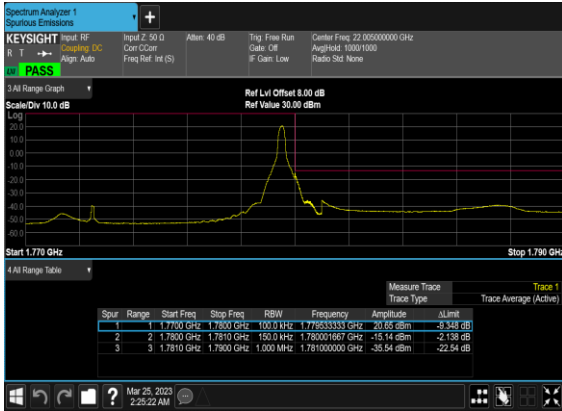 Spectrum Analyzer 1
Spurious Emissions
KEYSIGHT
R T
Input: RF
Coupling: DC
Align: Auto
Input Z: 50 Ω
Corr CCorr
Freq Ref: Int (S)
Atten: 40 dB
Trig: Free Run
Gate: Off
IF Gain: Low
Center Freq: 22.005000000 GHz
Avg|Hold: 1000/1000
Radio Std: None
PASS
3 All Range Graph
Scale/Div 10.0 dB
Ref Lvl Offset 8.00 dB
Ref Value 30.00 dBm
Log
20.0
10.0
0.00
-10.0
-20.0
-30.0
-40.0
-50.0
-60.0
Start 1.770 GHz
Stop 1.790 GHz
4 All Range Table
Measure Trace Trace 1
Trace Type Trace Average (Active)
Spur Range Start Freq Stop Freq RBW Frequency Amplitude ΔLimit
1 1 1.7700 GHz 1.7800 GHz 100.0 kHz 1.779533333 GHz 20.65 dBm -9.348 dB
2 2 1.7800 GHz 1.7810 GHz 150.0 kHz 1.780001667 GHz -15.14 dBm -2.138 dB
3 3 1.7810 GHz 1.7900 GHz 1.000 MHz 1.781000000 GHz -35.54 dBm -22.54 dB
?
Mar 25, 2023
2:25:22 AM